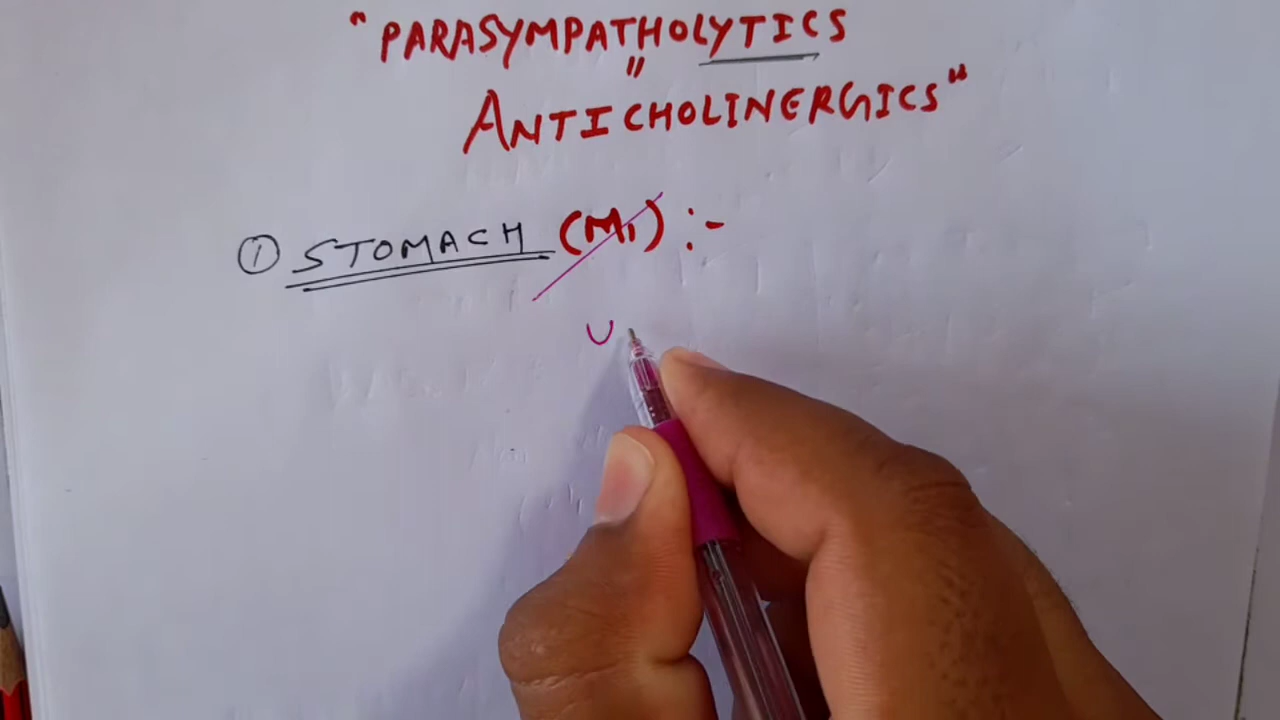 "PARASYMPATHOLYTICS
"
ANTICHOLINERGICS"
① STOMACH (M1) :-
U